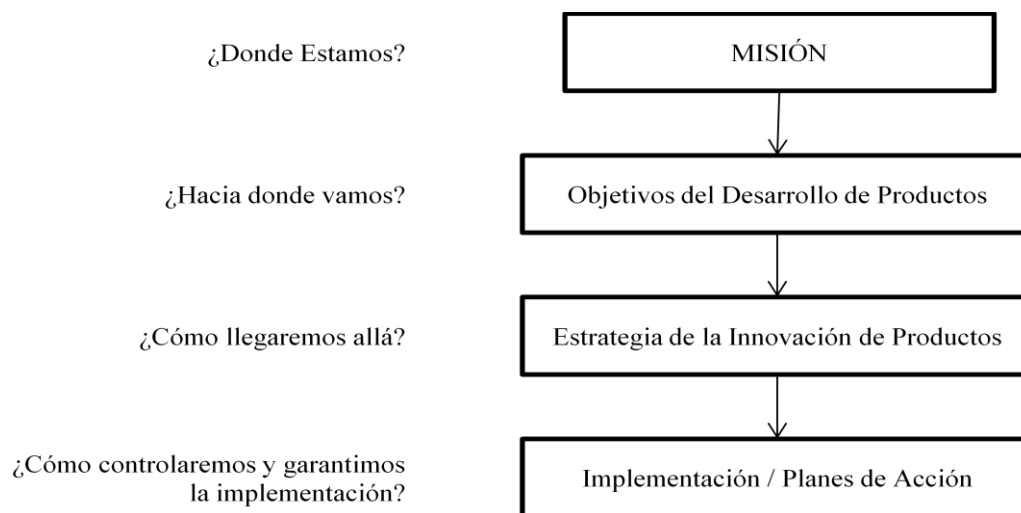 ¿Donde Estamos?
MISIÓN
¿Hacia donde vamos?
Objetivos del Desarrollo de Productos
¿Cómo llegaremos allá?
Estrategia de la Innovación de Productos
¿Cómo controlaremos y garantimos
la implementación?
Implementación / Planes de Acción